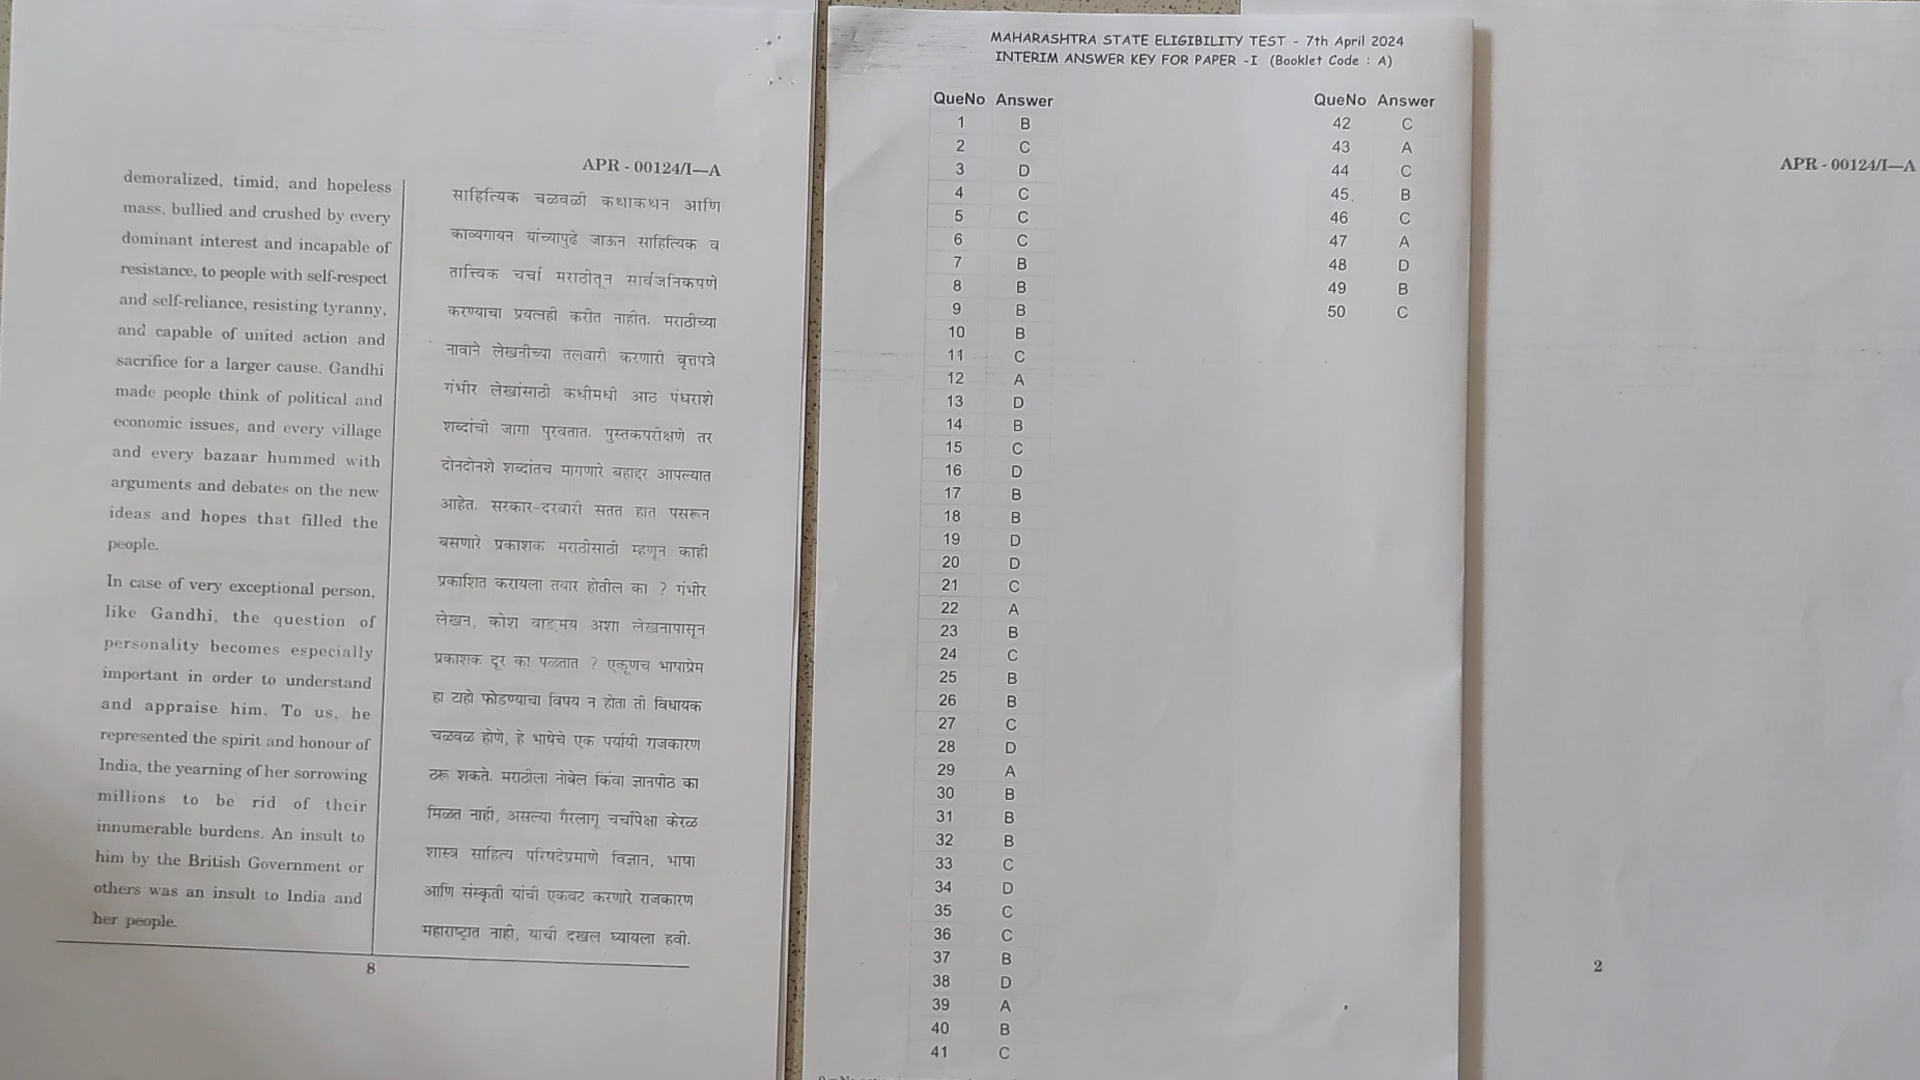 APR - 00124/I—A
demoralized, timid, and hopeless
mass, bullied and crushed by every
dominant interest and incapable of
resistance, to people with self-respect
and self-reliance, resisting tyranny,
and capable of united action and
sacrifice for a larger cause. Gandhi
made people think of political and
economic issues, and every village
and every bazaar hummed with
arguments and debates on the new
ideas and hopes that filled the
people.
In case of very exceptional person,
like Gandhi, the question of
personality becomes especially
important in order to understand
and appraise him. To us, he
represented the spirit and honour of
India, the yearning of her sorrowing
millions to be rid of their
innumerable burdens. An insult to
him by the British Government or
others was an insult to India and
her people.
साहित्यिक चळवळी कथाकथन आणि
काव्यगायन यांच्यापुढे जाऊन साहित्यिक व
तात्त्विक चर्चा मराठीतून सार्वजनिकपणे
करण्याचा प्रयत्नही करीत नाहीत. मराठीच्या
नावाने लेखनीच्या तलवारी करणारी वृत्तपत्रे
गंभीर लेखांसाठी कधीमधी आठ पंधराशे
शब्दांची जागा पुरवतात. पुस्तकपरीक्षणे तर
दोनदोनशे शब्दांतच मागणारे बहाद्दर आपल्यात
आहेत. सरकार-दरबारी सतत हात पसरून
बसणारे प्रकाशक मराठीसाठी म्हणून काही
प्रकाशित करायला तयार होतील का ? गंभीर
लेखन, कोश वाङ्मय अशा लेखनापासून
प्रकाशक दूर का पळतात ? एकूणच भाषाप्रेम
हा टाहो फोडण्याचा विषय न होता ती विधायक
चळवळ होणे, हे भाषेचे एक पर्यायी राजकारण
ठरू शकते. मराठीला नोबेल किंवा ज्ञानपीठ का
मिळत नाही, असल्या गैरलागू चर्चांपेक्षा केरळ
शास्त्र साहित्य परिषदेप्रमाणे विज्ञान, भाषा
आणि संस्कृती यांची एकवट करणारे राजकारण
महाराष्ट्रात नाही, याची दखल घ्यायला हवी.
8
MAHARASHTRA STATE ELIGIBILITY TEST - 7th April 2024
INTERIM ANSWER KEY FOR PAPER -I (Booklet Code : A)
QueNo Answer
1 B
2 C
3 D
4 C
5 C
6 C
7 B
8 B
9 B
10 B
11 C
12 A
13 D
14 B
15 C
16 D
17 B
18 B
19 D
20 D
21 C
22 A
23 B
24 C
25 B
26 B
27 C
28 D
29 A
30 B
31 B
32 B
33 C
34 D
35 C
36 C
37 B
38 D
39 A
40 B
41 C
QueNo Answer
42 C
43 A
44 C
45 B
46 C
47 A
48 D
49 B
50 C
APR - 00124/I—A
2